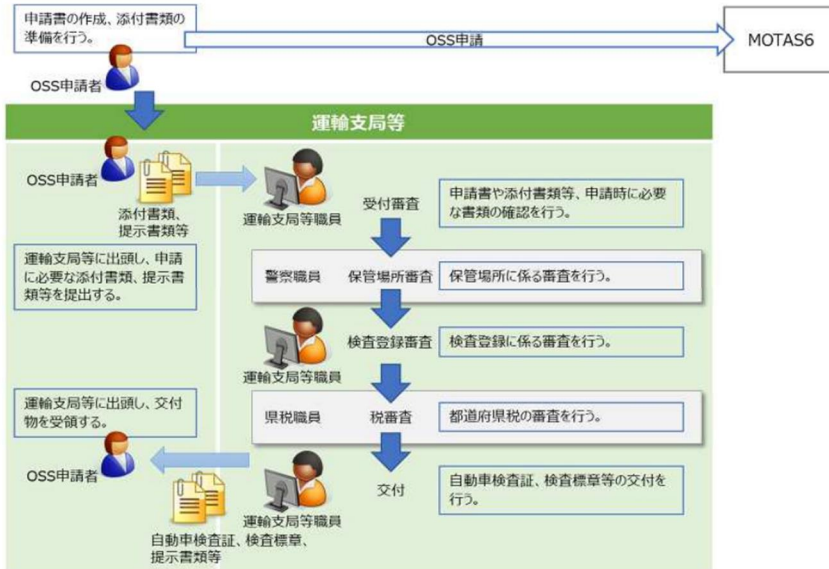 申請書の作成、添付書類の
準備を行う。
OSS申請
MOTAS6
OSS申請者
運輸支局等
OSS申請者
添付書類、
提示書類等
運輸支局等職員
受付審査
申請書や添付書類等、申請時に必要
な書類の確認を行う。
運輸支局等に出頭し、申請
に必要な添付書類、提示書
類等を提出する。
警察職員
保管場所審査
保管場所に係る審査を行う。
運輸支局等職員
検査登録審査
検査登録に係る審査を行う。
運輸支局等に出頭し、交付
物を受領する。
県税職員
税審査
都道府県税の審査を行う。
OSS申請者
運輸支局等職員
交付
自動車検査証、検査標章等の交付を
行う。
自動車検査証、検査標章、
提示書類等